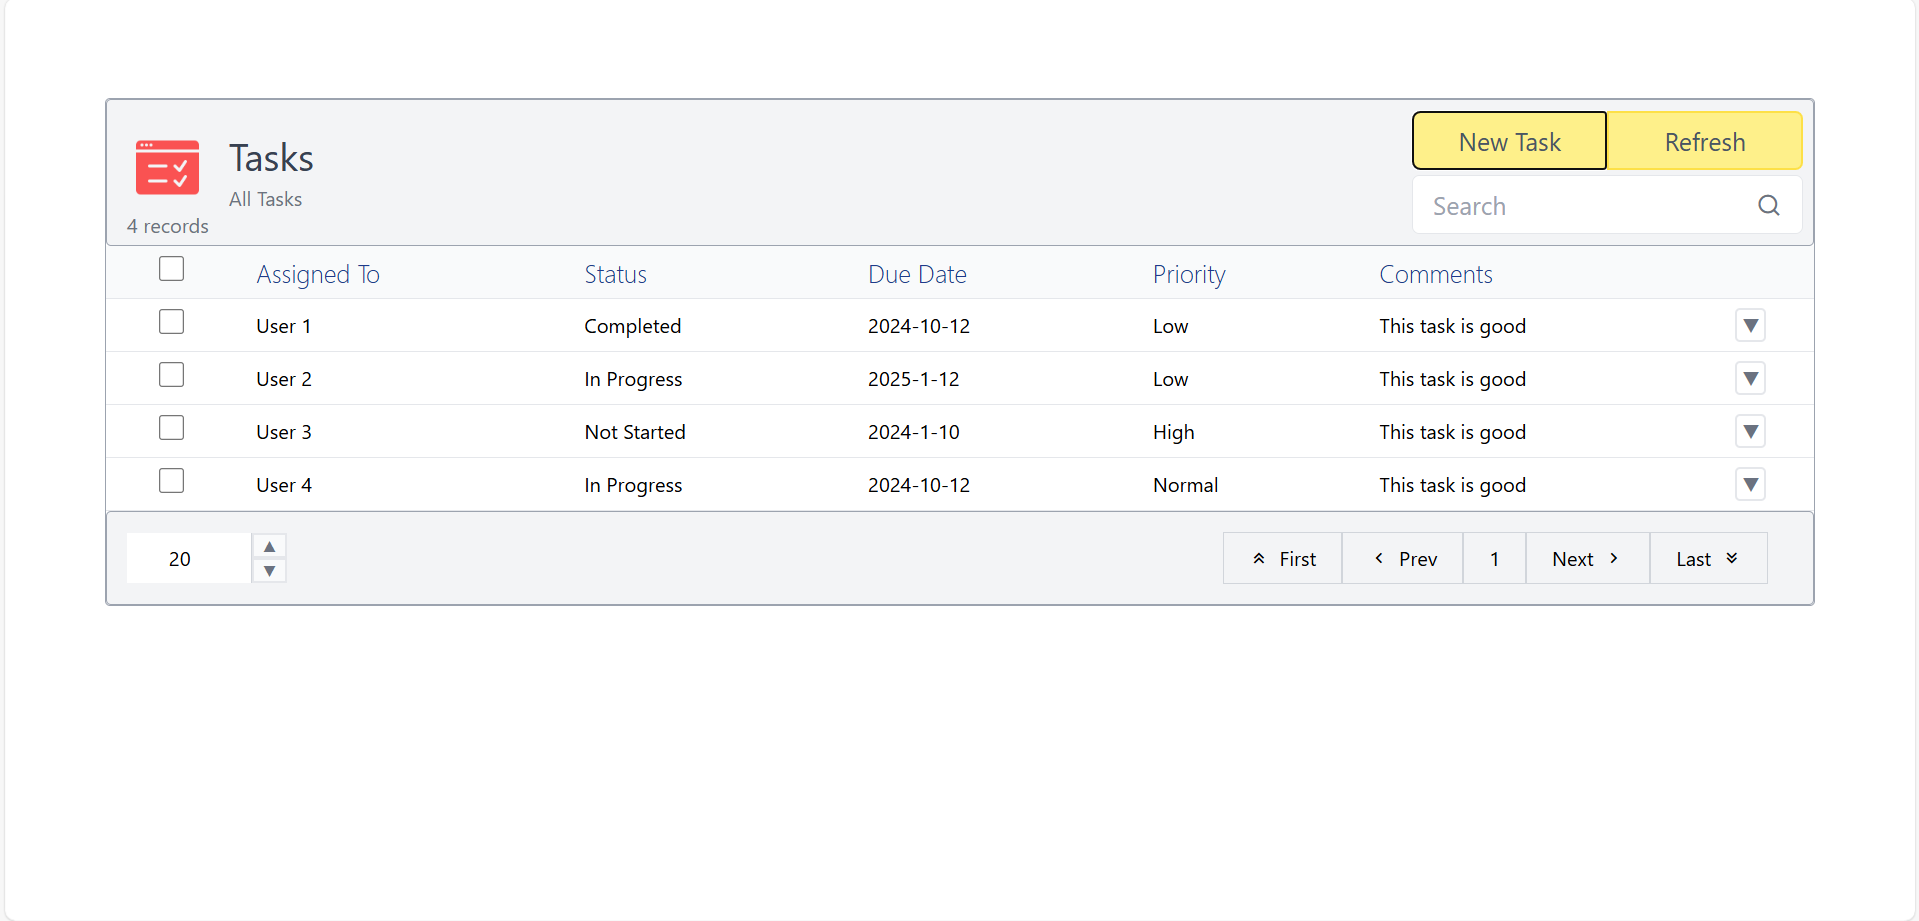 Tasks
All Tasks
4 records
New Task Refresh
Search
Assigned To Status Due Date Priority Comments
User 1 Completed 2024-10-12 Low This task is good
User 2 In Progress 2025-1-12 Low This task is good
User 3 Not Started 2024-1-10 High This task is good
User 4 In Progress 2024-10-12 Normal This task is good
20 First Prev 1 Next Last